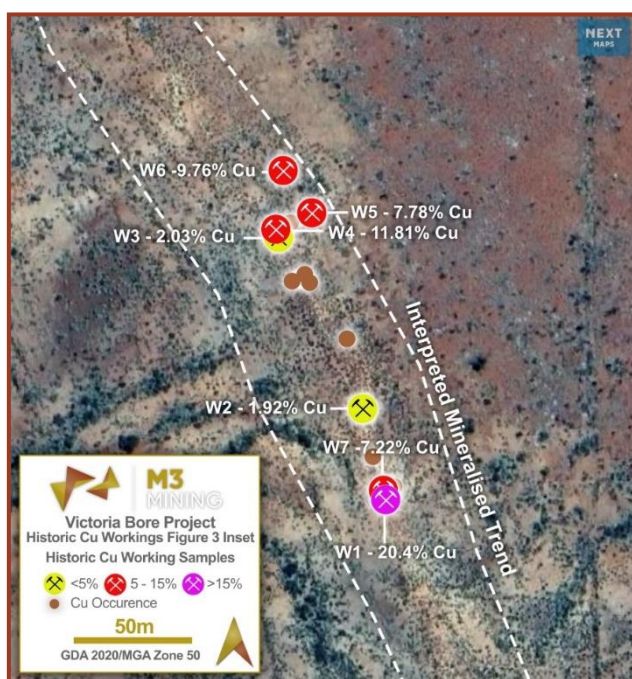 NEXT
MAPS
W6 -9.76% Cu
W5 - 7.78% Cu
W3 - 2.03% Cu
W4 - 11.81% Cu
Interpreted Mineralised Trend
W2 - 1.92% Cu
W7 -7.22% Cu
W1 - 20.4% Cu
M3
MINING
Victoria Bore Project
Historic Cu Workings Figure 3 Inset
Historic Cu Working Samples
<5% 5 - 15% >15%
Cu Occurence
50m
GDA 2020/MGA Zone 50